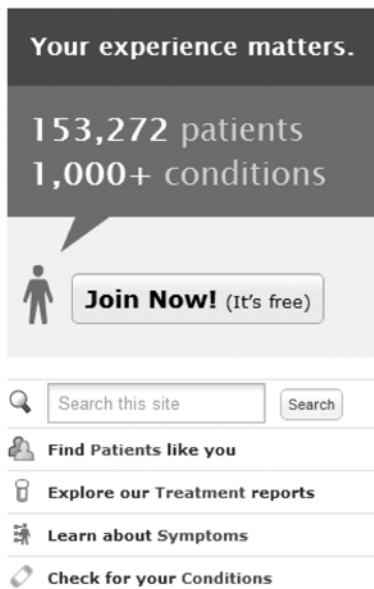 Your experience matters.
153,272 patients
1,000+ conditions
Join Now! (It's free)
Search this site
Search
Find Patients like you
Explore our Treatment reports
Learn about Symptoms
Check for your Conditions